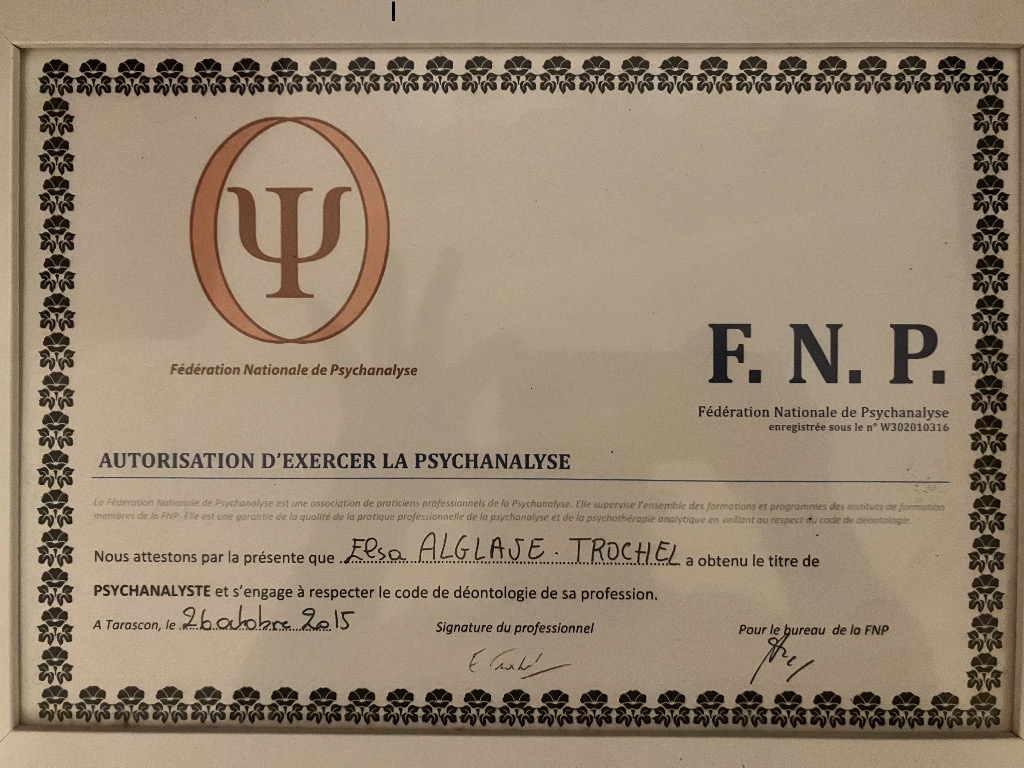 Ψ
Fédération Nationale de Psychanalyse
F. N. P.
Fédération Nationale de Psychanalyse
enregistrée sous le n° W302010316
AUTORISATION D'EXERCER LA PSYCHANALYSE
La Fédération Nationale de Psychanalyse est une association de praticiens professionnels de la Psychanalyse. Elle supervise l'ensemble des formations et programmes des instituts de formation
membres de la FNP. Elle est une garantie de la qualité de la pratique professionnelle de la psychanalyse et de la psychothérapie analytique en veillant au respect du code de déontologie.
Nous attestons par la présente que Elsa ALGLAJE - TROCHEL a obtenu le titre de
PSYCHANALYSTE et s'engage à respecter le code de déontologie de sa profession.
A Tarascon, le 26 octobre 2015 Signature du professionnel Pour le bureau de la FNP